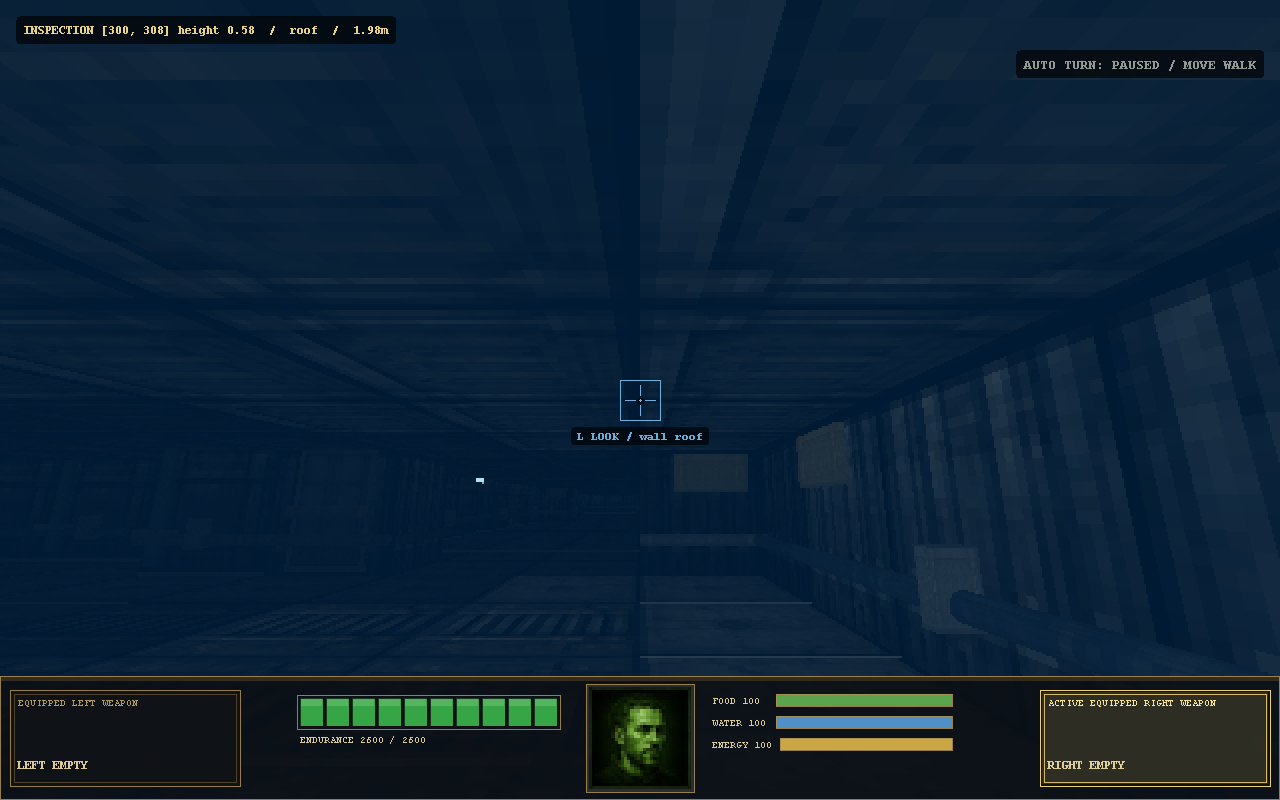 INSPECTION [300, 308] height 0.58 / roof / 1.98m
AUTO TURN: PAUSED / MOVE WALK
L LOOK / wall roof
EQUIPPED LEFT WEAPON
LEFT EMPTY
ENDURANCE 2600 / 2600
FOOD 100
WATER 100
ENERGY 100
ACTIVE EQUIPPED RIGHT WEAPON
RIGHT EMPTY